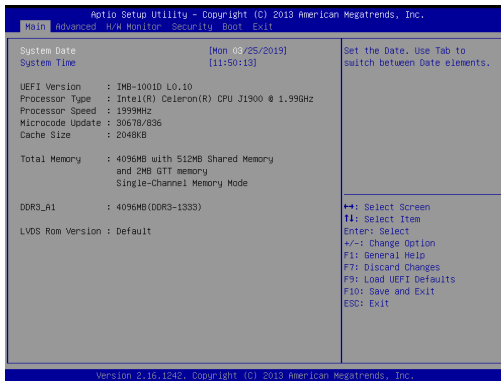 Aptio Setup Utility – Copyright (C) 2013 American Megatrends, Inc.
Main Advanced H/W Monitor Security Boot Exit
System Date [Mon 03/25/2019]
System Time [11:50:13]
UEFI Version : IMB-1001D L0.10
Processor Type : Intel(R) Celeron(R) CPU J1900 @ 1.99GHz
Processor Speed : 1999MHz
Microcode Update : 30678/836
Cache Size : 2048KB
Total Memory : 4096MB with 512MB Shared Memory
and 2MB GTT memory
Single-Channel Memory Mode
DDR3_A1 : 4096MB(DDR3-1333)
LVDS Rom Version : Default
Set the Date. Use Tab to
switch between Date elements.
↔: Select Screen
↑↓: Select Item
Enter: Select
+/-: Change Option
F1: General Help
F7: Discard Changes
F9: Load UEFI Defaults
F10: Save and Exit
ESC: Exit
Version 2.16.1242. Copyright (C) 2013 American Megatrends, Inc.